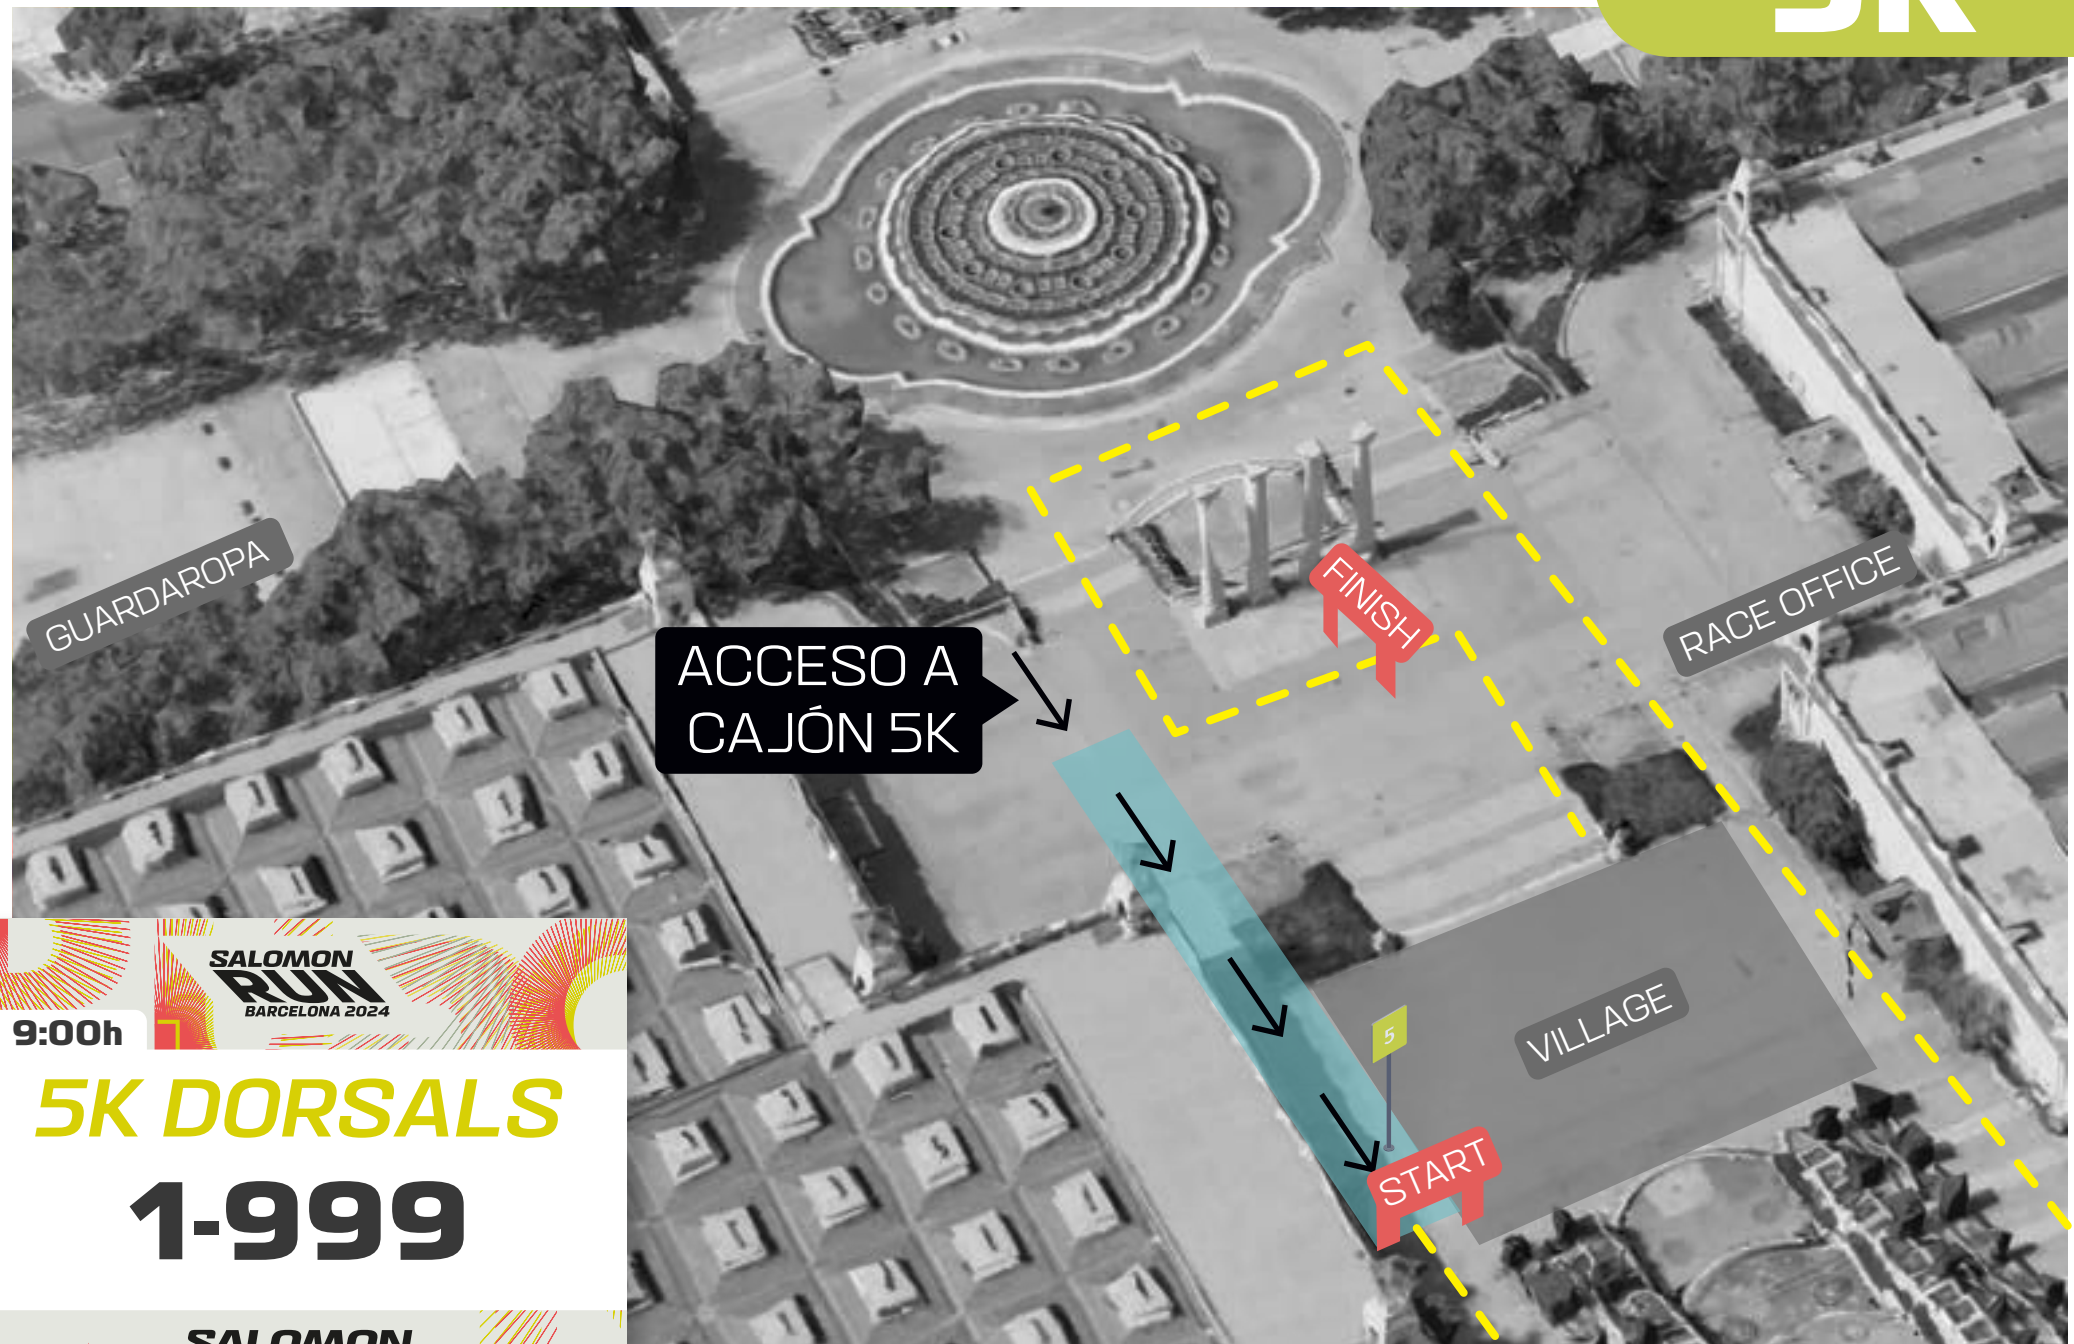 5K
GUARDAROPA
FINISH
RACE OFFICE
ACCESO A
CAJÓN 5K
VILLAGE
5
START
SALOMON
RUN
BARCELONA 2024
9:00h
5K DORSALS
1-999
SALOMON